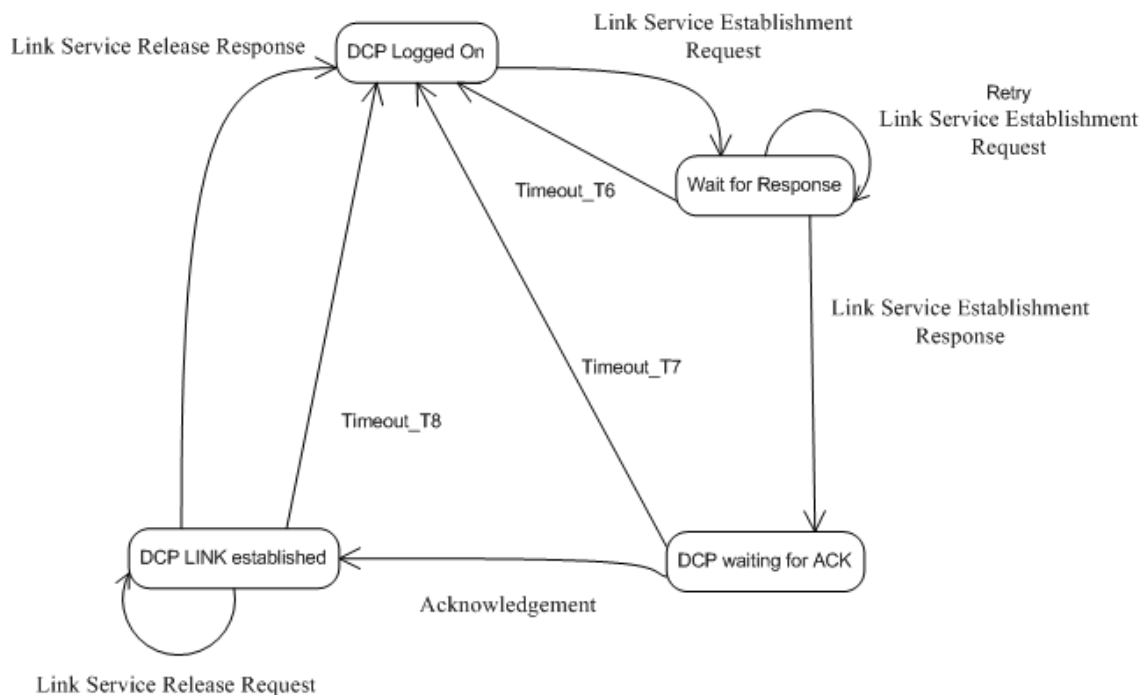 Link Service Establishment
Request
Link Service Release Response
DCP Logged On
Retry
Link Service Establishment
Request
Wait for Response
Timeout_T6
Link Service Establishment
Response
Timeout_T7
Timeout_T8
DCP LINK established
DCP waiting for ACK
Acknowledgement
Link Service Release Request